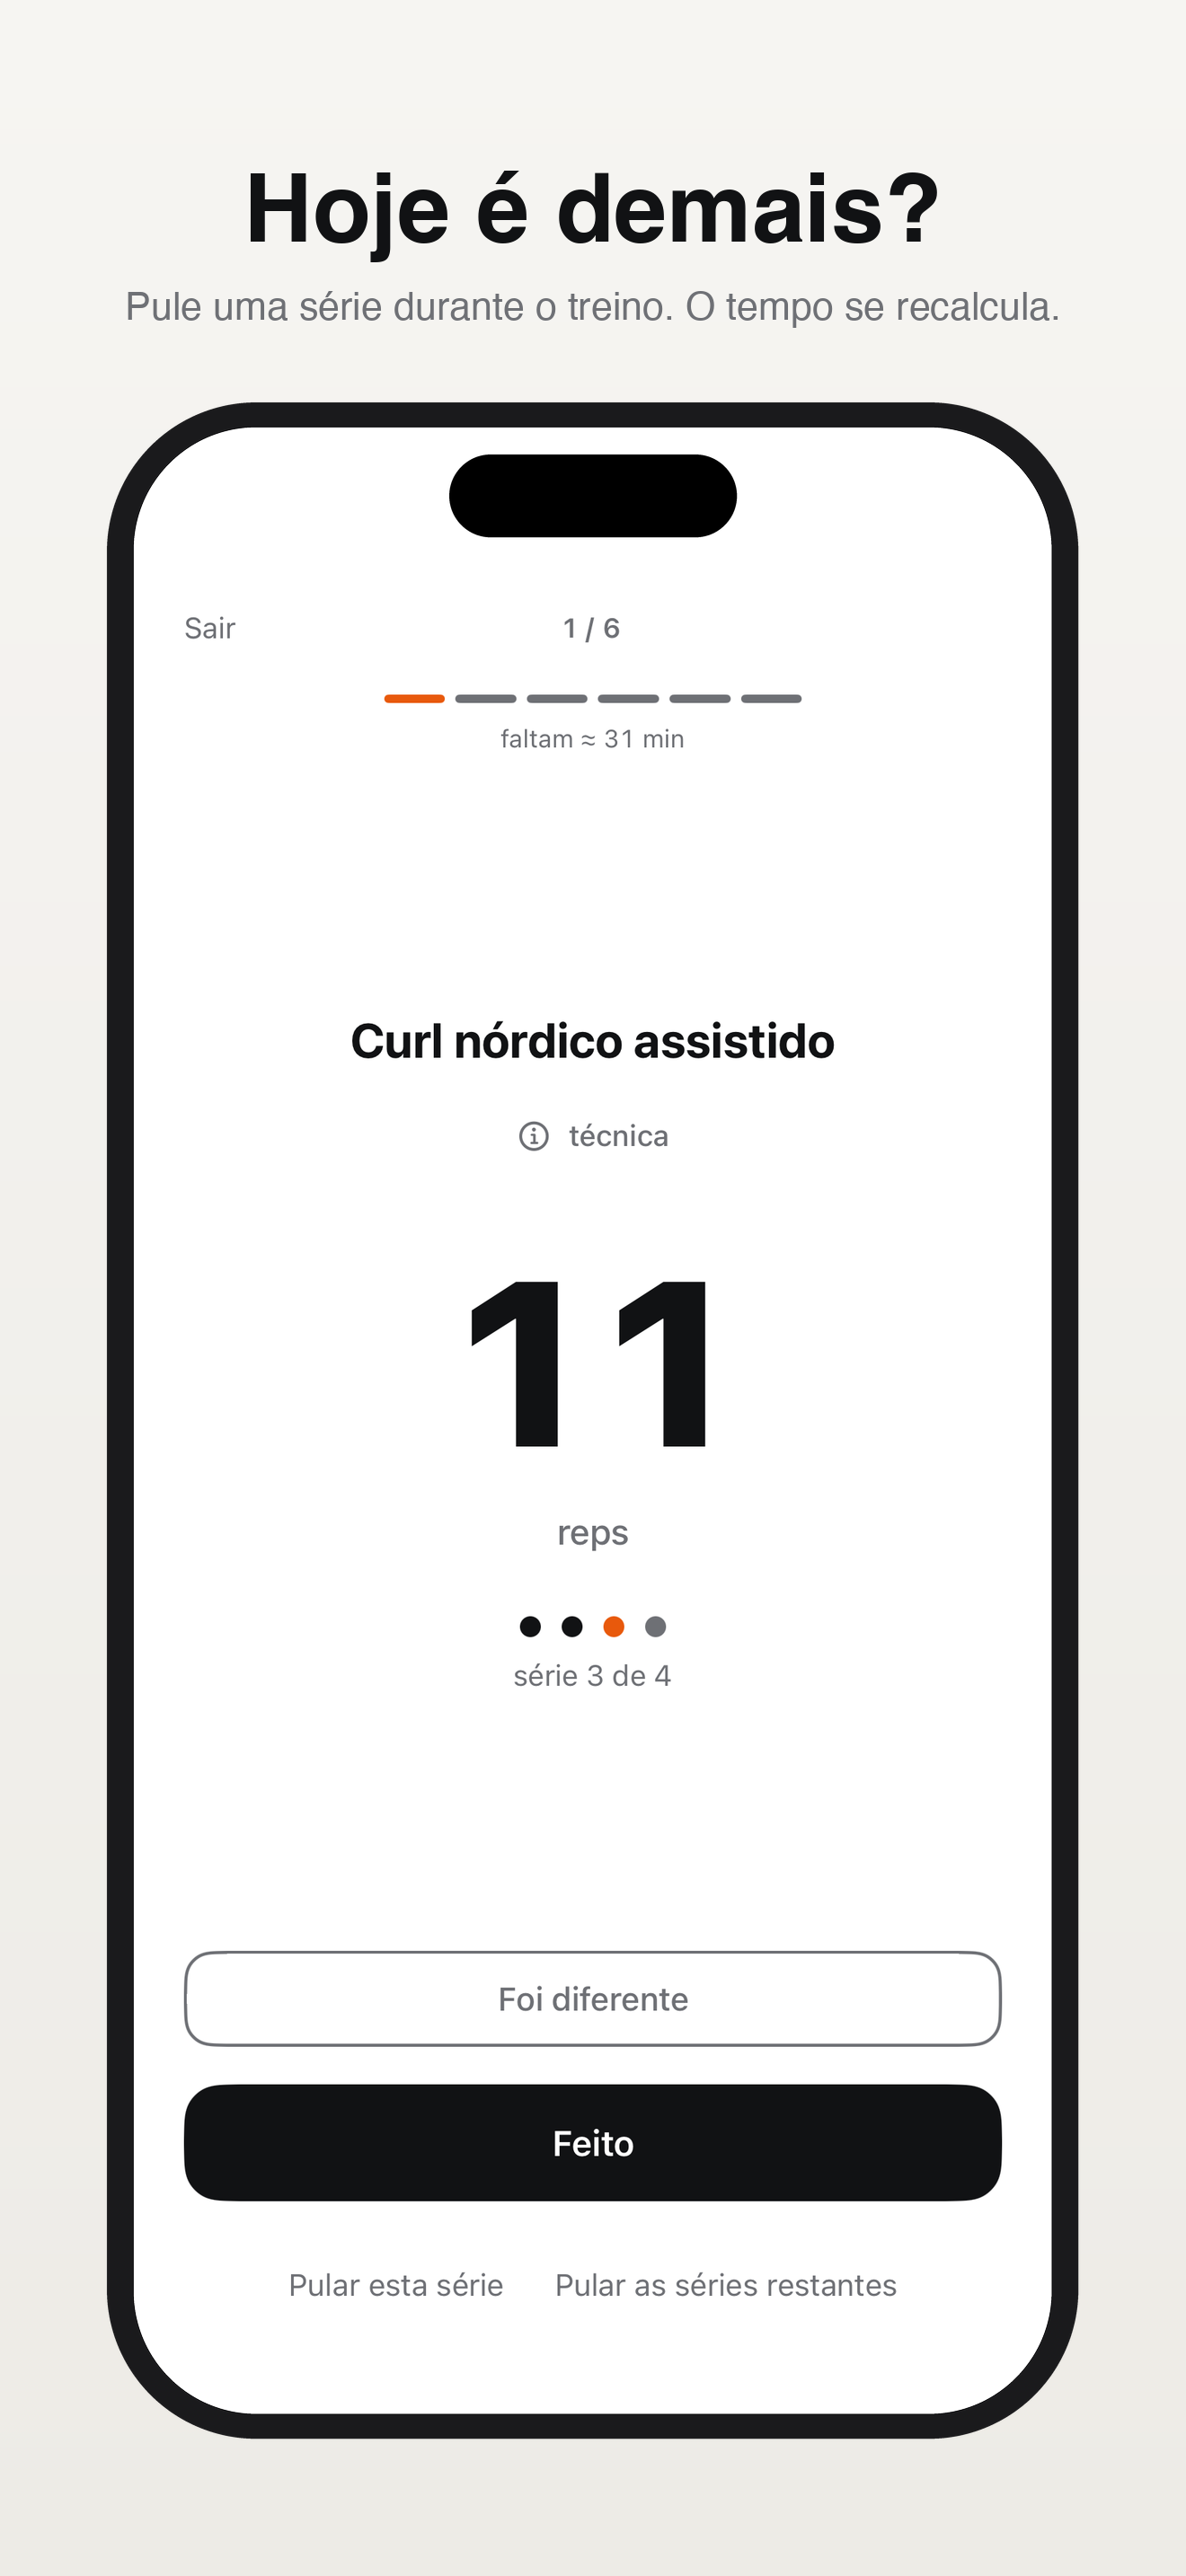 Hoje é demais?
Pule uma série durante o treino. O tempo se recalcula.
Sair
1 / 6
faltam ≈ 31 min
Curl nórdico assistido
técnica
11
reps
série 3 de 4
Foi diferente
Feito
Pular esta série
Pular as séries restantes